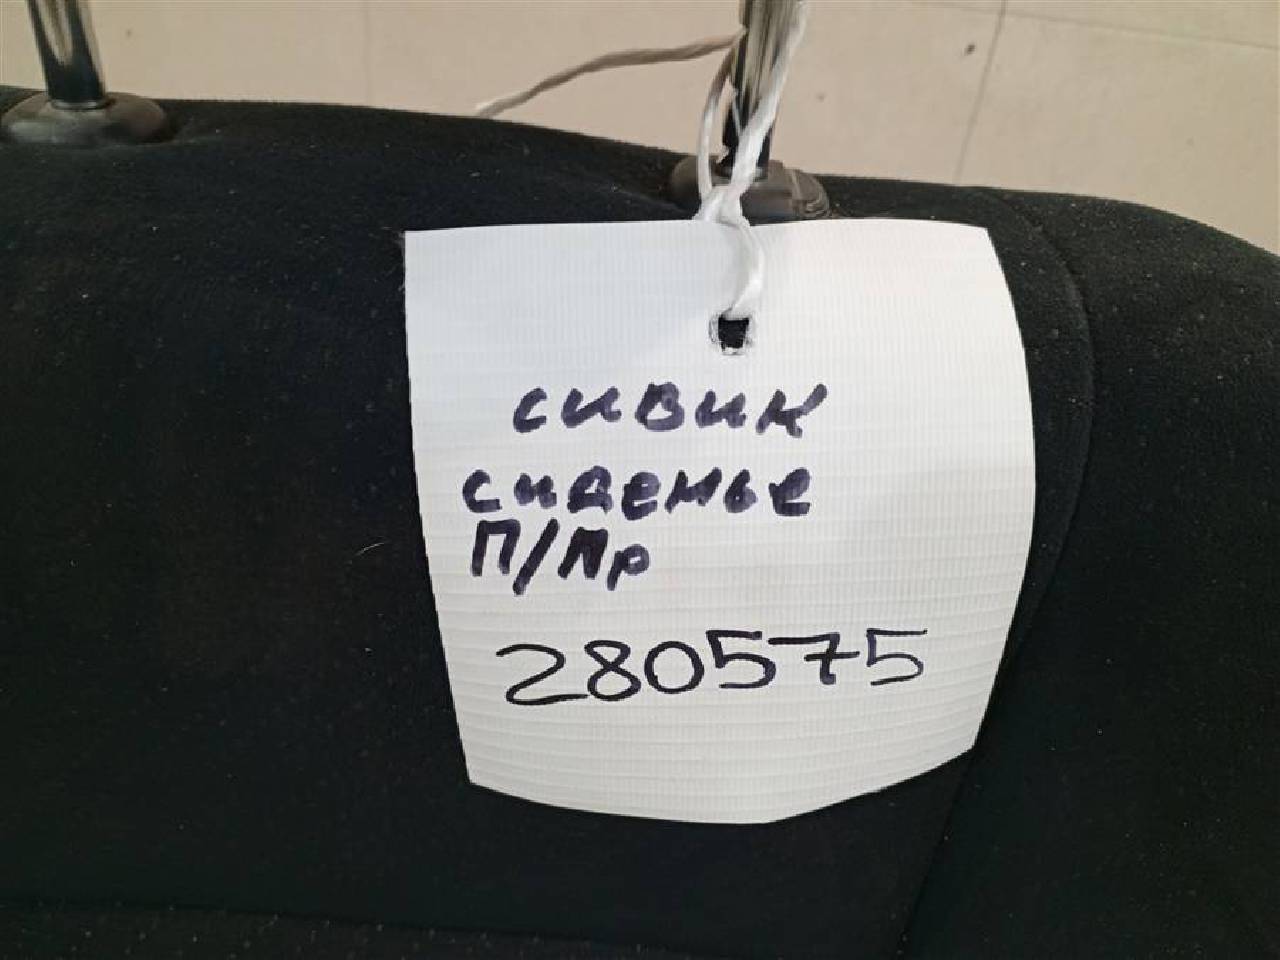 сивик
сиденье
П/Пр
280575